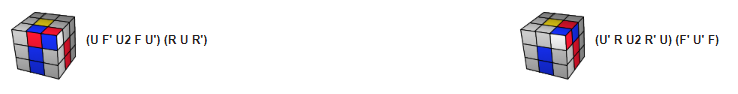 (U F' U2 F U') (R U R')
(U' R U2 R' U) (F' U' F)